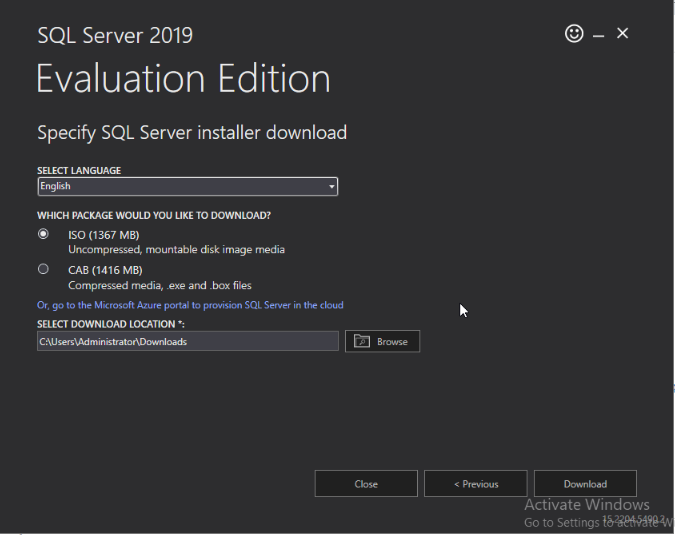 SQL Server 2019
Evaluation Edition
Specify SQL Server installer download
SELECT LANGUAGE
English
WHICH PACKAGE WOULD YOU LIKE TO DOWNLOAD?
ISO (1367 MB)
Uncompressed, mountable disk image media
CAB (1416 MB)
Compressed media, .exe and .box files
Or, go to the Microsoft Azure portal to provision SQL Server in the cloud
SELECT DOWNLOAD LOCATION *:
C:\Users\Administrator\Downloads
Browse
Close
< Previous
Download
Activate Windows
Go to Settings to activate W
15.2204.5490.2